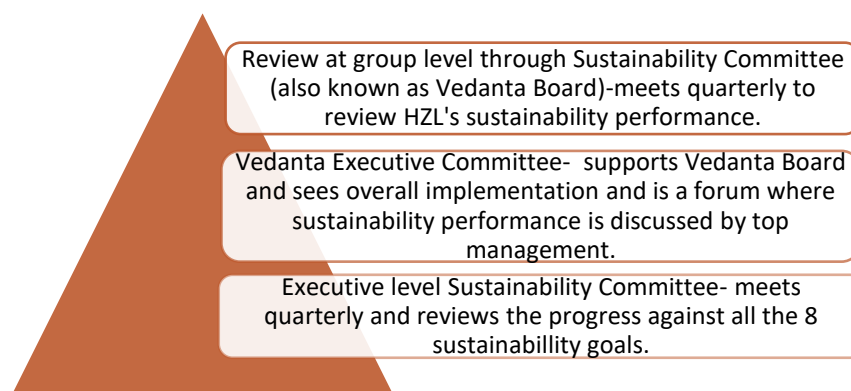 Review at group level through Sustainability Committee
(also known as Vedanta Board)-meets quarterly to
review HZL's sustainability performance.
Vedanta Executive Committee-  supports Vedanta Board
and sees overall implementation and is a forum where
sustainability performance is discussed by top
management.
Executive level Sustainability Committee- meets
quarterly and reviews the progress against all the 8
sustainabillity goals.